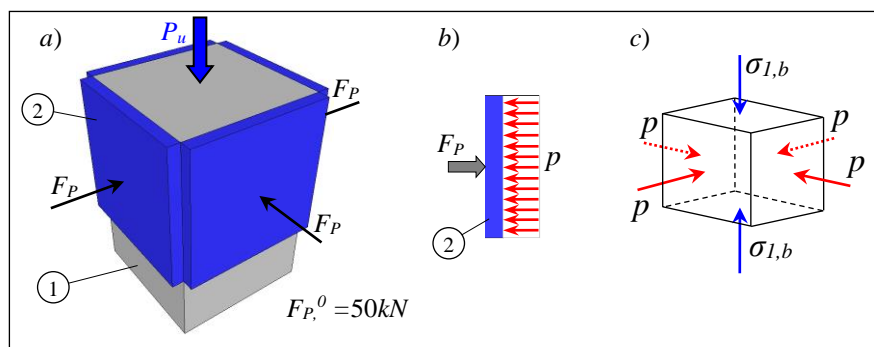 a)
P_u
F_P
2
F_P
F_P
1
F_P,^0 =50kN
b)
F_P
p
2
c)
σ_1,b
p
p
p
p
σ_1,b